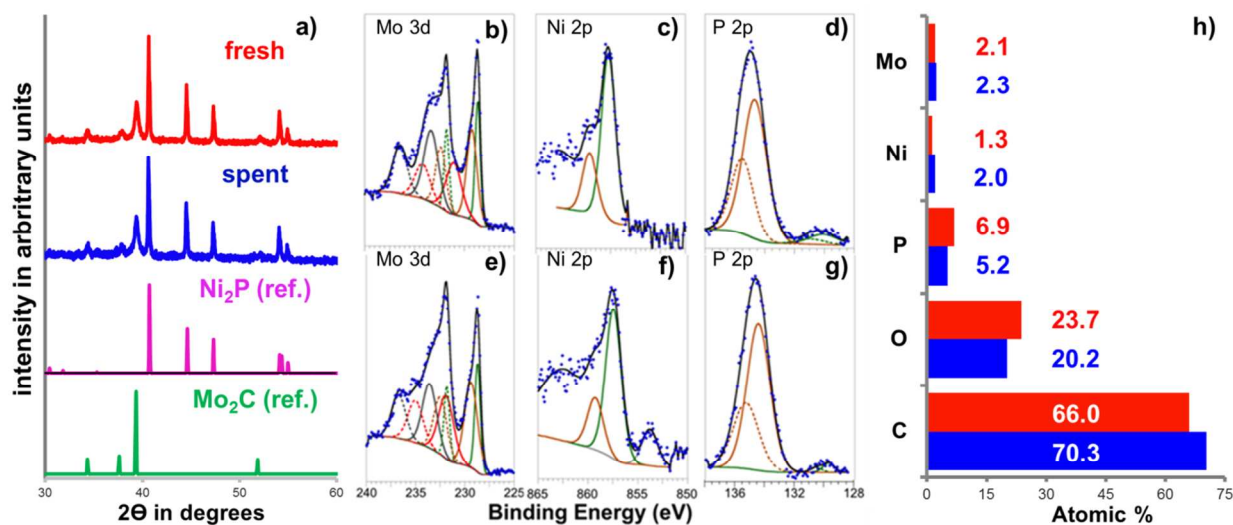 a)
fresh
spent
Ni₂P (ref.)
Mo₂C (ref.)
intensity in arbritrary units
30 40 50 60
2Ө in degrees
Mo 3d b)
Ni 2p c)
P 2p d)
Mo 3d e)
Ni 2p f)
P 2p g)
240 235 230 225
865 860 855 850
136 132 128
Binding Energy (eV)
h)
Mo 2.1
2.3
Ni 1.3
2.0
P 6.9
5.2
O 23.7
20.2
C 66.0
70.3
0 15 30 45 60 75
Atomic %